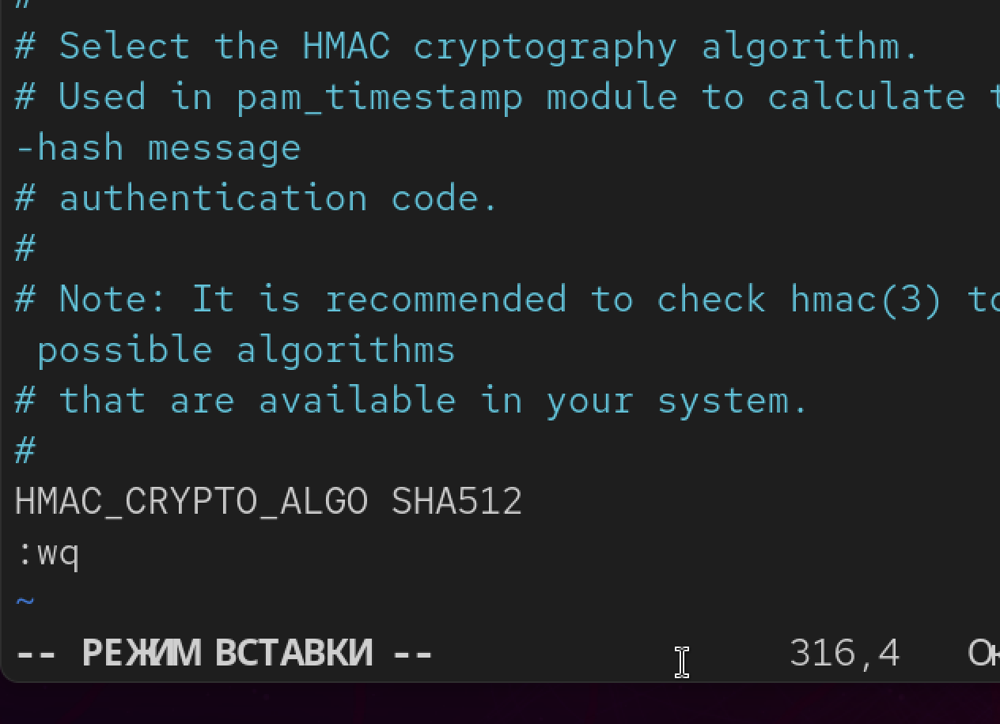 #
# Select the HMAC cryptography algorithm.
# Used in pam_timestamp module to calculate
-hash message
# authentication code.
#
# Note: It is recommended to check hmac(3) to
possible algorithms
# that are available in your system.
#
HMAC_CRYPTO_ALGO SHA512
:wq
~
-- РЕЖИМ ВСТАВКИ -- 316,4